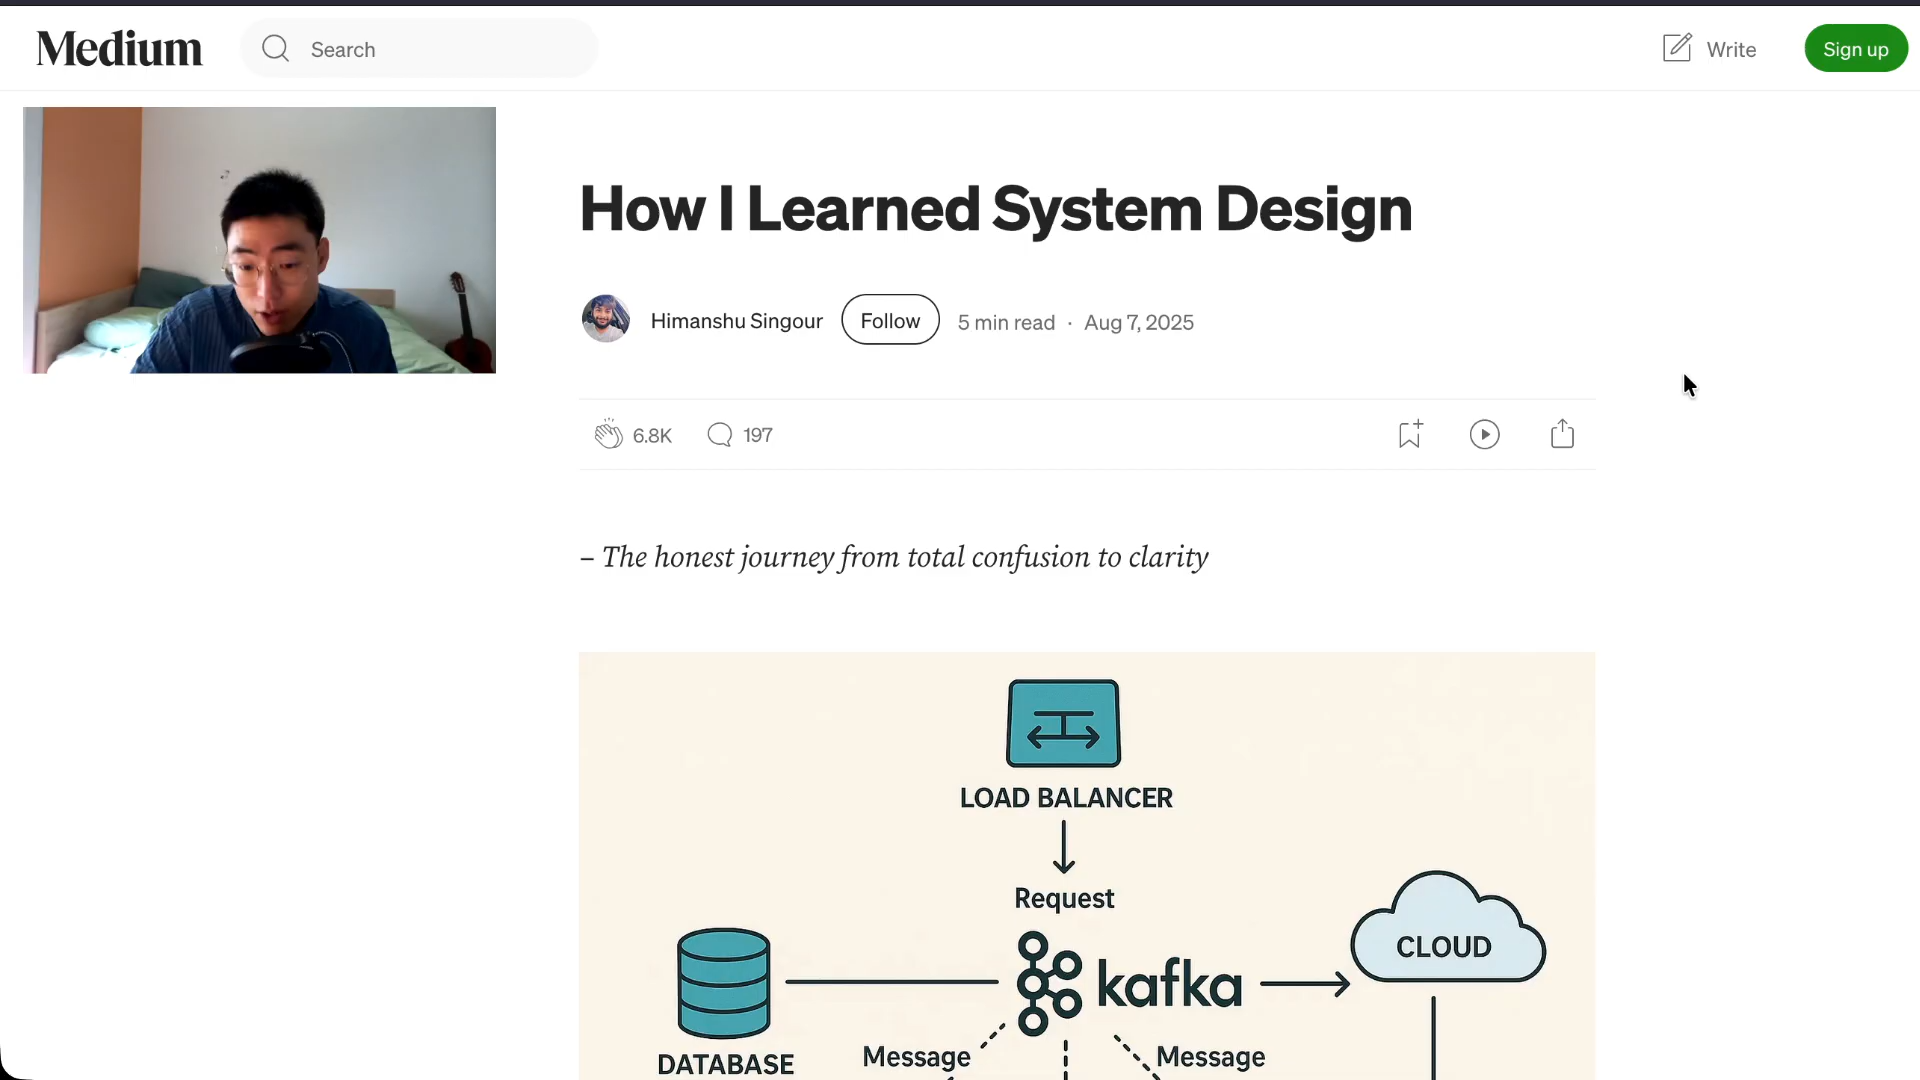 Medium
Search
Write
Sign up
How I Learned System Design
Himanshu Singour
Follow
5 min read · Aug 7, 2025
6.8K
197
– The honest journey from total confusion to clarity
LOAD BALANCER
Request
kafka
CLOUD
DATABASE
Message
Message